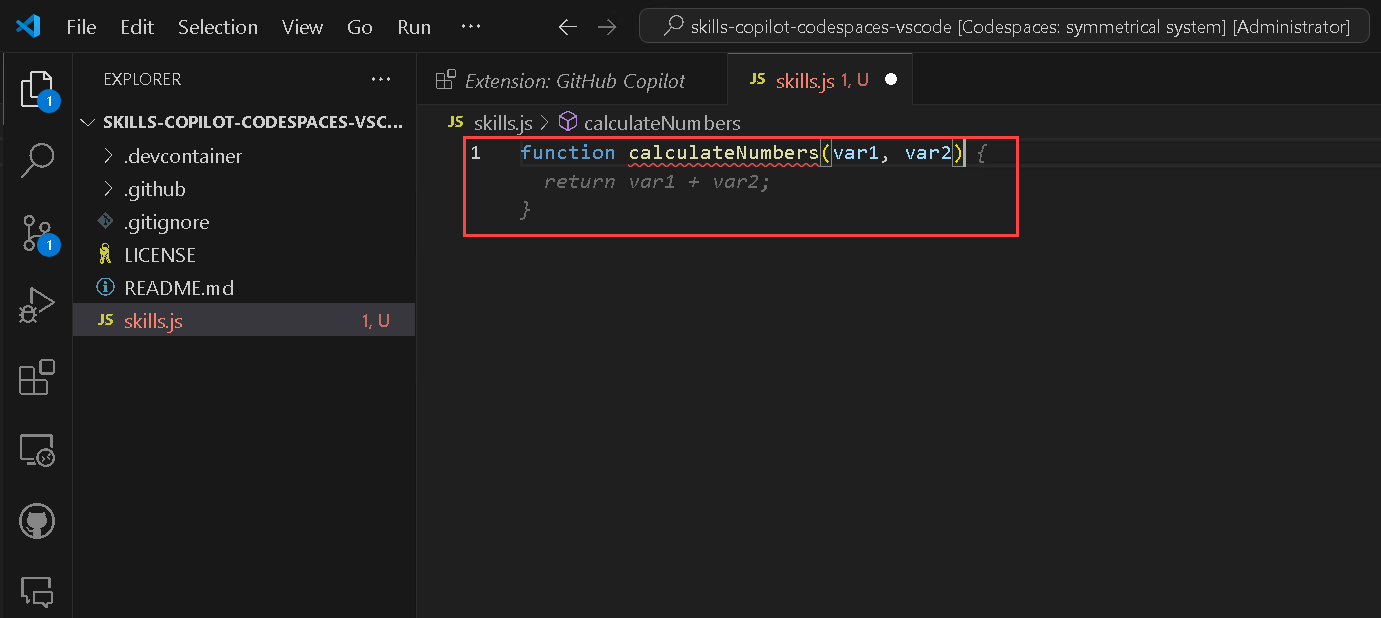 File Edit Selection View Go Run ··· ← → skills-copilot-codespaces-vscode [Codespaces: symmetrical system] [Administrator]
EXPLORER ···
SKILLS-COPILOT-CODESPACES-VSC...
.devcontainer
.github
.gitignore
LICENSE
README.md
JS skills.js 1, U
1
1
Extension: GitHub Copilot JS skills.js 1, U
JS skills.js > calculateNumbers
1 function calculateNumbers(var1, var2) {
return var1 + var2;
}